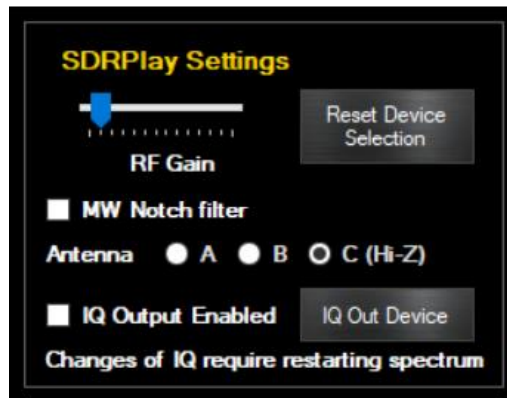 SDRPlay Settings
Reset Device
Selection
RF Gain
MW Notch filter
Antenna A B C (Hi-Z)
IQ Output Enabled
IQ Out Device
Changes of IQ require restarting spectrum